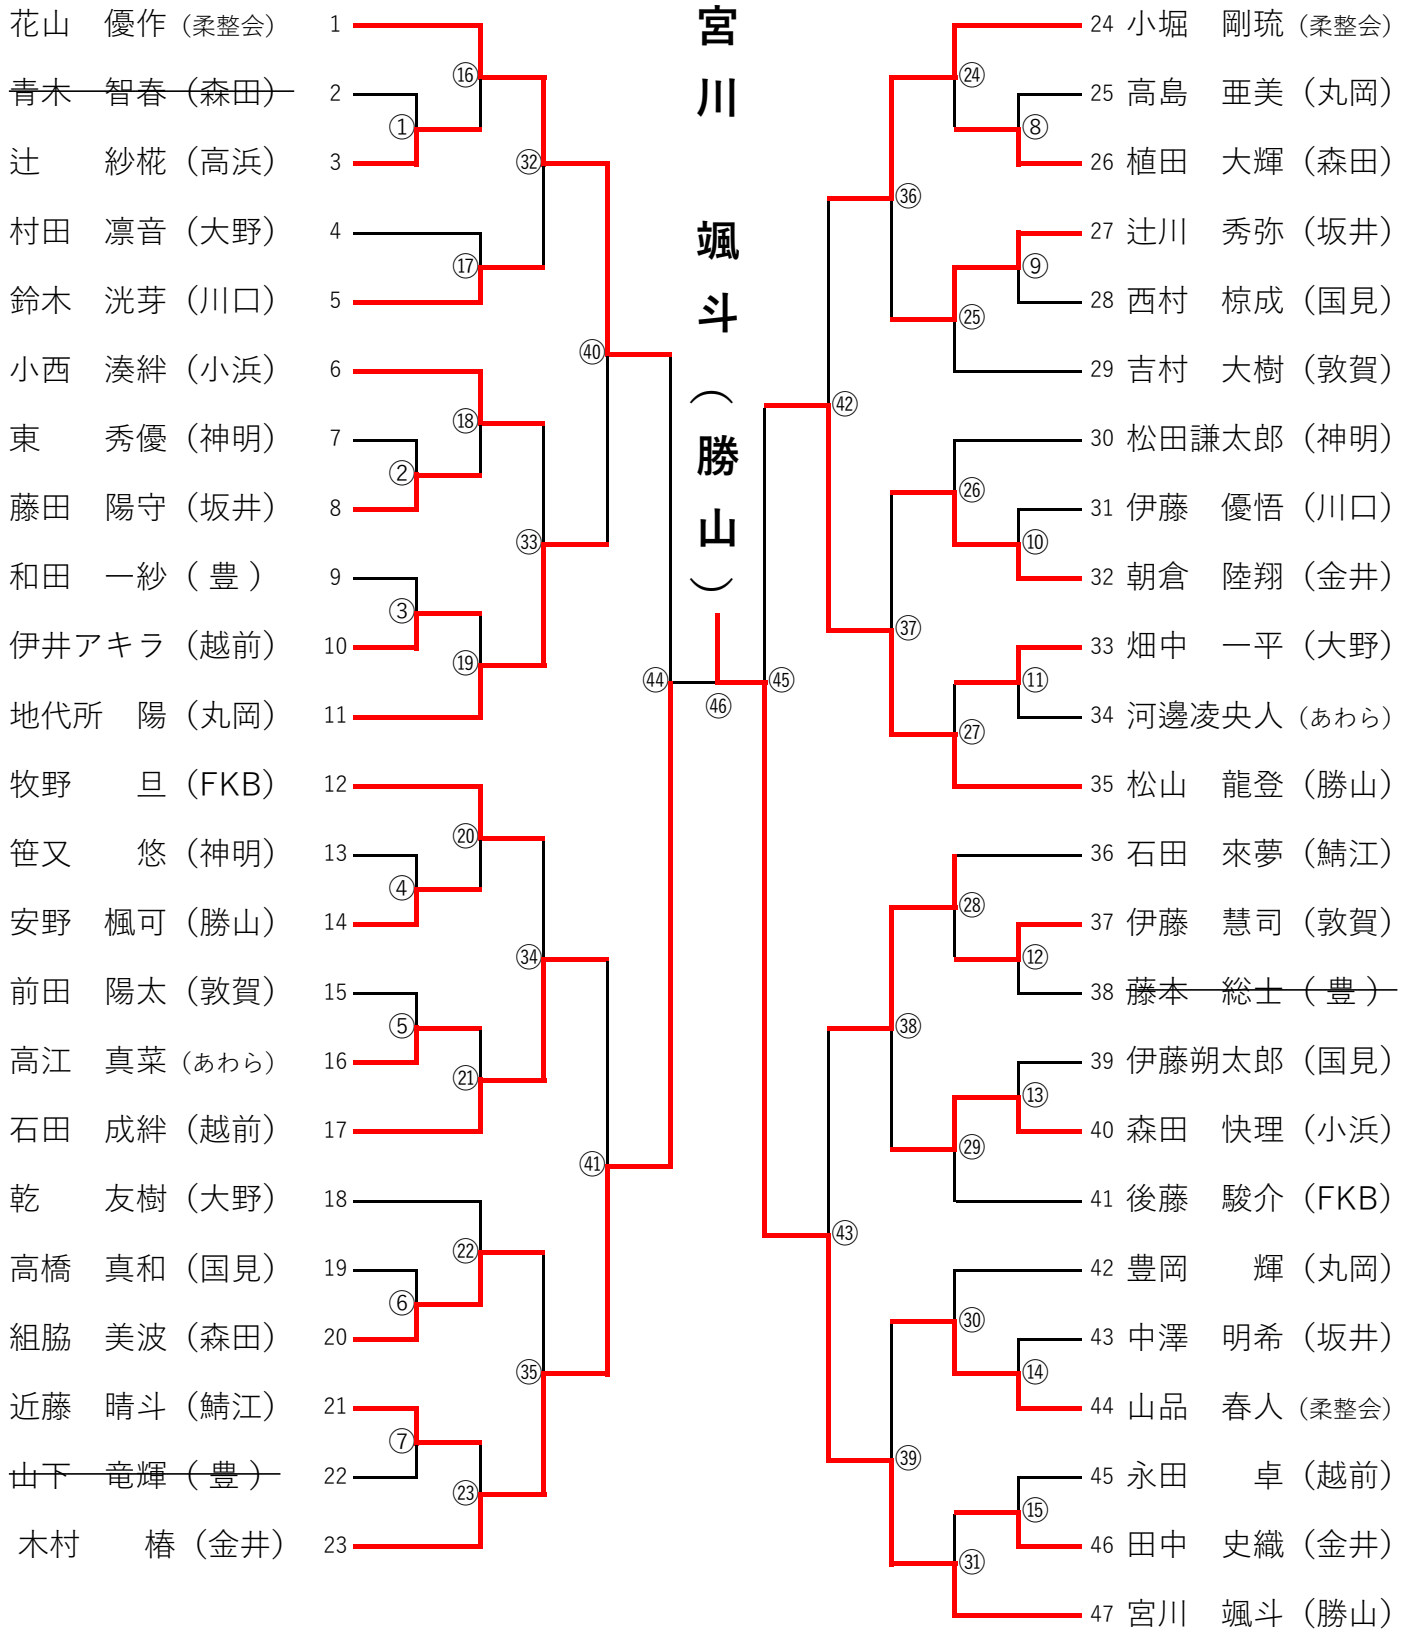 花山　優作 (柔整会) 1
青木　智春 (森田) 2
辻　　紗椛 (高浜) 3
村田　凛音 (大野) 4
鈴木　洸芽 (川口) 5
小西　湊絆 (小浜) 6
東　　秀優 (神明) 7
藤田　陽守 (坂井) 8
和田　一紗 ( 豊 ) 9
伊井アキラ (越前) 10
地代所　陽 (丸岡) 11
牧野　　旦 (FKB) 12
笹又　　悠 (神明) 13
安野　楓可 (勝山) 14
前田　陽太 (敦賀) 15
高江　真菜 (あわら) 16
石田　成絆 (越前) 17
乾　　友樹 (大野) 18
高橋　真和 (国見) 19
組脇　美波 (森田) 20
近藤　晴斗 (鯖江) 21
山下　竜輝 ( 豊 ) 22
木村　　椿 (金井) 23
①
②
③
④
⑤
⑥
⑦
⑯
⑰
⑱
⑲
⑳
㉑
㉒
㉓
㉜
㉝
㉞
㉟
㊵
㊶
㊹
宮川　颯斗（勝山）
㊻
㊺
㊷
㊸
㊱
㊲
㊳
㊴
㉔
㉕
㉖
㉗
㉘
㉙
㉚
㉛
⑧
⑨
⑩
⑪
⑫
⑬
⑭
⑮
24 小堀　剛琉 (柔整会)
25 高島　亜美 (丸岡)
26 植田　大輝 (森田)
27 辻川　秀弥 (坂井)
28 西村　椋成 (国見)
29 吉村　大樹 (敦賀)
30 松田謙太郎 (神明)
31 伊藤　優悟 (川口)
32 朝倉　陸翔 (金井)
33 畑中　一平 (大野)
34 河邊凌央人 (あわら)
35 松山　龍登 (勝山)
36 石田　來夢 (鯖江)
37 伊藤　慧司 (敦賀)
38 藤本　総士 ( 豊 )
39 伊藤朔太郎 (国見)
40 森田　快理 (小浜)
41 後藤　駿介 (FKB)
42 豊岡　　輝 (丸岡)
43 中澤　明希 (坂井)
44 山品　春人 (柔整会)
45 永田　　卓 (越前)
46 田中　史織 (金井)
47 宮川　颯斗 (勝山)